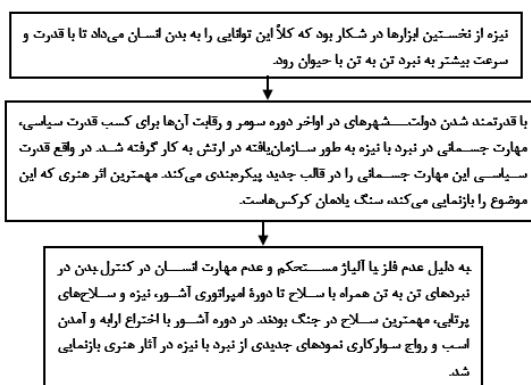 نیزه از نخستین ابزارها در شکار بود که کلاً این توانایی را به بدن انسان می‌داد تا با قدرت و
سرعت بیشتر به نبرد تن به تن با حیوان رود.
با قدرتمند شدن دولت‌شهرهای در اواخر دوره سومر و رقابت آن‌ها برای کسب قدرت سیاسی،
مهارت جسمانی در نبرد با نیزه به طور سازمان‌یافته در ارتش به کار گرفته شد. در واقع قدرت
سیاسی این مهارت جسمانی را در قالب جدید پیکره‌بندی می‌کند. مهمترین اثر هنری که این
موضوع را بازنمایی می‌کند، سنگ یادمان کرکس‌هاست.
به دلیل عدم فلز یا آلیاژ مستحکم و عدم مهارت انسان در کنترل بدن در
نبردهای تن به تن همراه با سلاح تا دورهٔ امپراتوری آشور، نیزه و سلاح‌های
پرتابی، مهمترین سلاح در جنگ بودند. در دوره آشور با اختراع ارابه و آمدن
اسب و رواج سوارکاری نمودهای جدیدی از نبرد با نیزه در آثار هنری بازنمایی
شد.